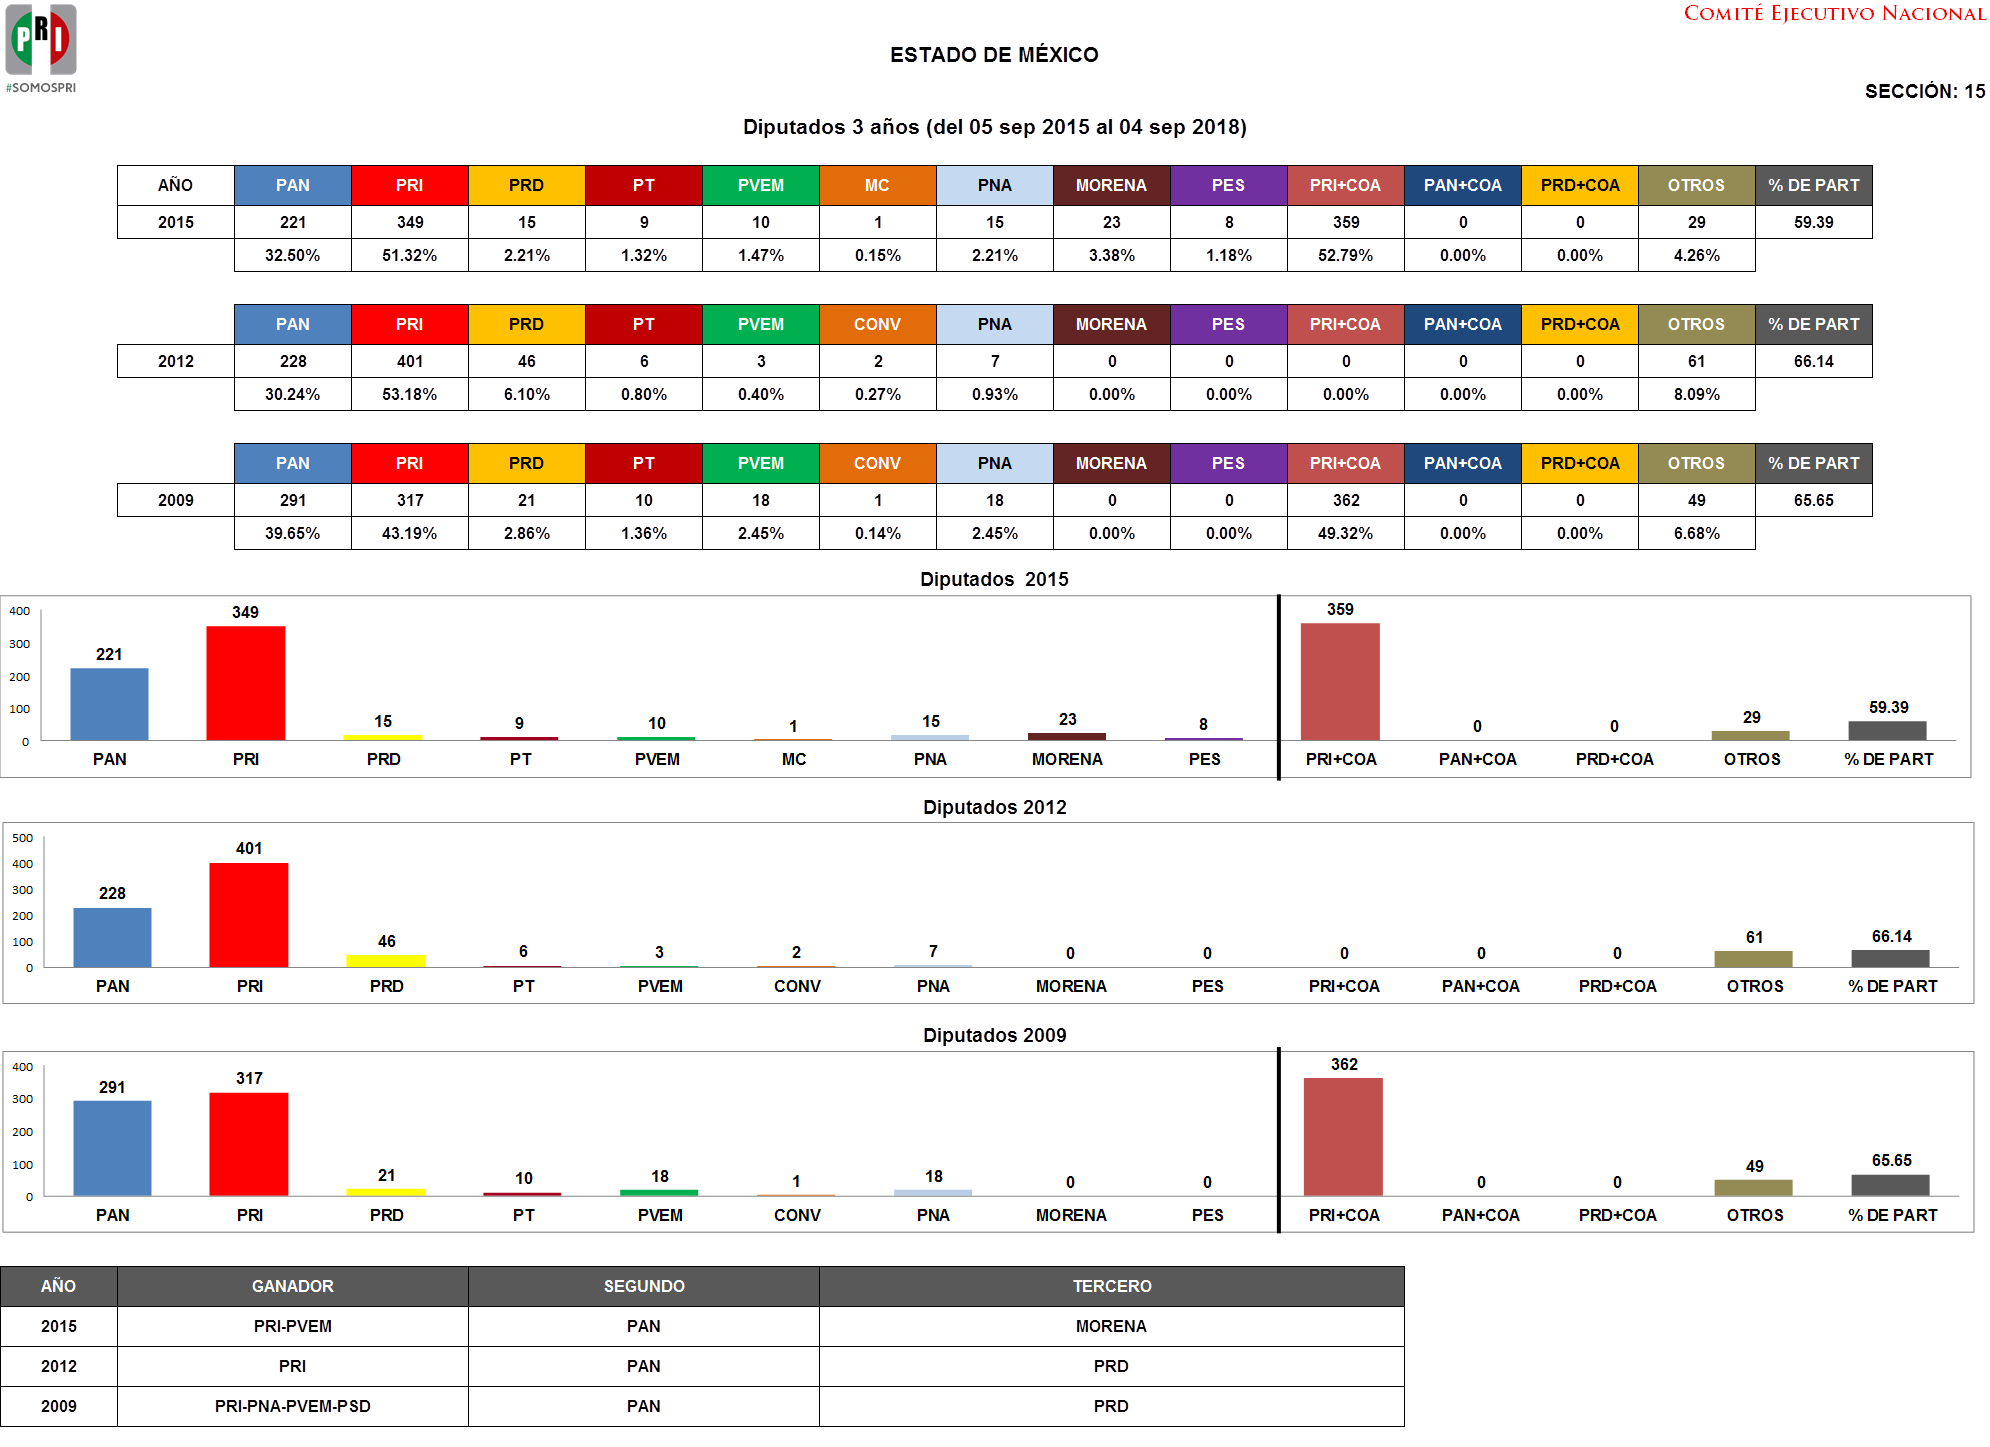 PRI
#SOMOSPRI
COMITÉ EJECUTIVO NACIONAL
ESTADO DE MÉXICO
SECCIÓN: 15
Diputados 3 años (del 05 sep 2015 al 04 sep 2018)
AÑO PAN PRI PRD PT PVEM MC PNA MORENA PES PRI+COA PAN+COA PRD+COA OTROS % DE PART
2015 221 349 15 9 10 1 15 23 8 359 0 0 29 59.39
32.50% 51.32% 2.21% 1.32% 1.47% 0.15% 2.21% 3.38% 1.18% 52.79% 0.00% 0.00% 4.26%
PAN PRI PRD PT PVEM CONV PNA MORENA PES PRI+COA PAN+COA PRD+COA OTROS % DE PART
2012 228 401 46 6 3 2 7 0 0 0 0 0 61 66.14
30.24% 53.18% 6.10% 0.80% 0.40% 0.27% 0.93% 0.00% 0.00% 0.00% 0.00% 0.00% 8.09%
PAN PRI PRD PT PVEM CONV PNA MORENA PES PRI+COA PAN+COA PRD+COA OTROS % DE PART
2009 291 317 21 10 18 1 18 0 0 362 0 0 49 65.65
39.65% 43.19% 2.86% 1.36% 2.45% 0.14% 2.45% 0.00% 0.00% 49.32% 0.00% 0.00% 6.68%
Diputados 2015
400
300
200
100
0
221 349 15 9 10 1 15 23 8 359 0 0 29 59.39
PAN PRI PRD PT PVEM MC PNA MORENA PES PRI+COA PAN+COA PRD+COA OTROS % DE PART
Diputados 2012
500
400
300
200
100
0
228 401 46 6 3 2 7 0 0 0 0 0 61 66.14
PAN PRI PRD PT PVEM CONV PNA MORENA PES PRI+COA PAN+COA PRD+COA OTROS % DE PART
Diputados 2009
400
300
200
100
0
291 317 21 10 18 1 18 0 0 362 0 0 49 65.65
PAN PRI PRD PT PVEM CONV PNA MORENA PES PRI+COA PAN+COA PRD+COA OTROS % DE PART
AÑO GANADOR SEGUNDO TERCERO
2015 PRI-PVEM PAN MORENA
2012 PRI PAN PRD
2009 PRI-PNA-PVEM-PSD PAN PRD